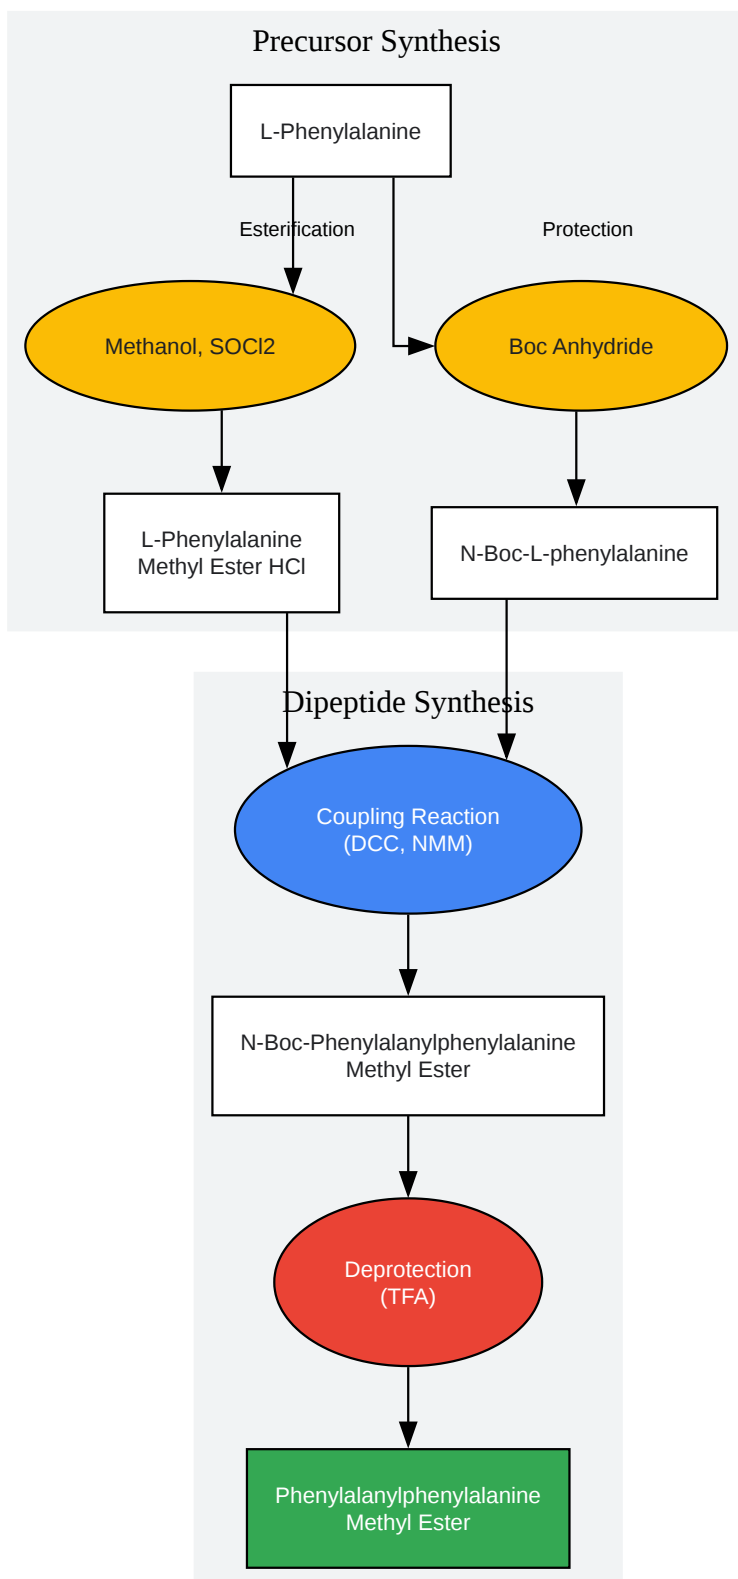 Precursor Synthesis
L-Phenylalanine
Esterification
Protection
Methanol, SOCl2
Boc Anhydride
L-Phenylalanine
Methyl Ester HCl
N-Boc-L-phenylalanine
Dipeptide Synthesis
Coupling Reaction
(DCC, NMM)
N-Boc-Phenylalanylphenylalanine
Methyl Ester
Deprotection
(TFA)
Phenylalanylphenylalanine
Methyl Ester